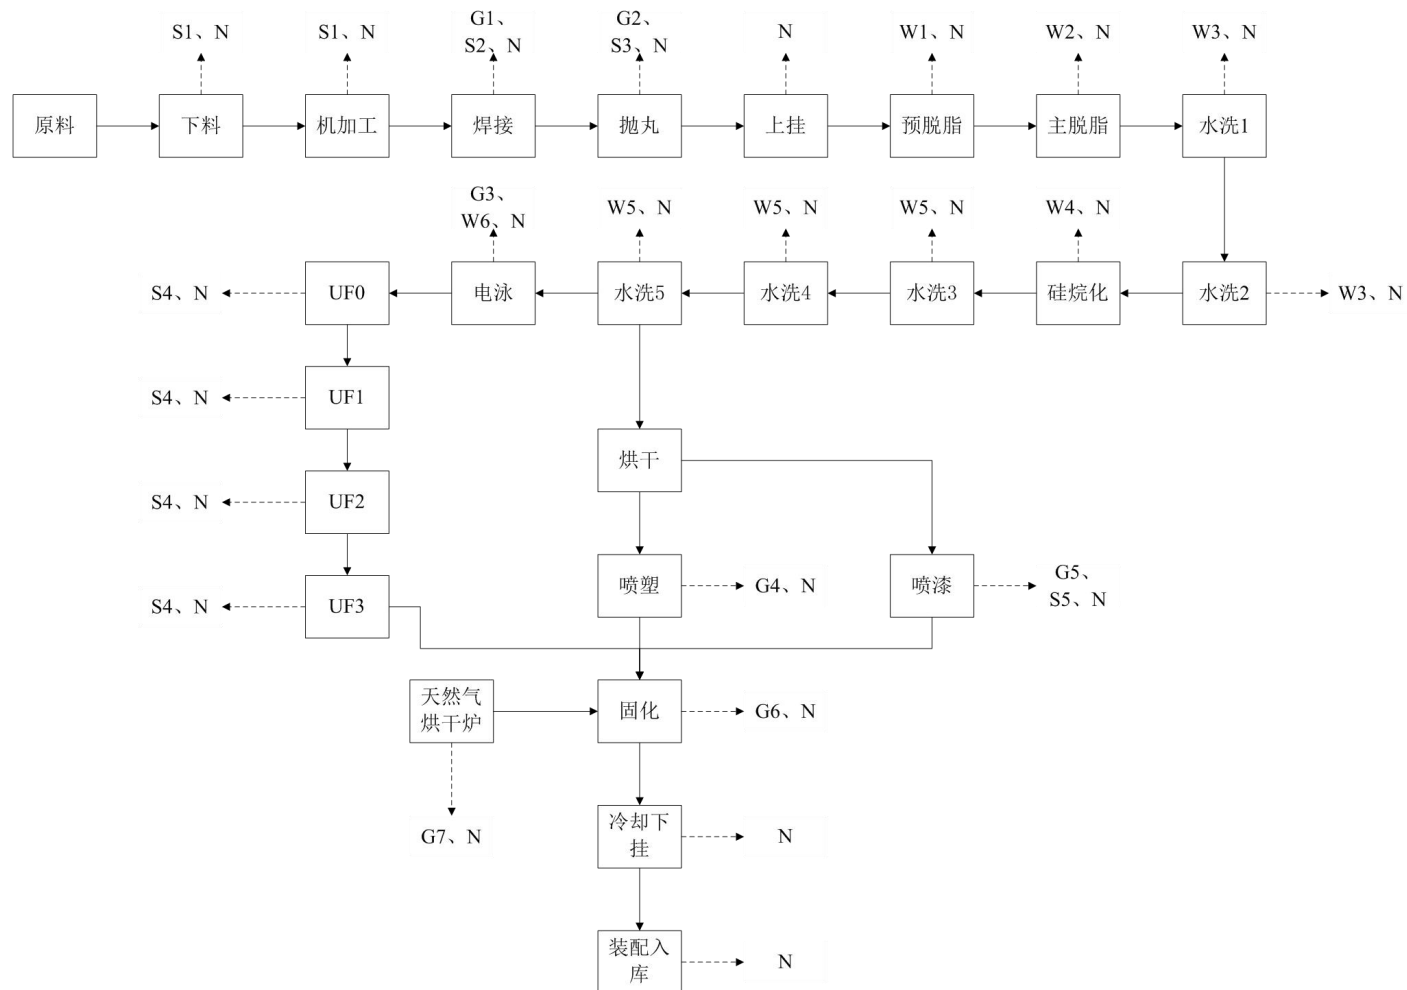 S1、N
S1、N
G1、
S2、N
G2、
S3、N
N
W1、N
W2、N
W3、N
原料
下料
机加工
焊接
抛丸
上挂
预脱脂
主脱脂
水洗1
G3、
W6、N
W5、N
W5、N
W5、N
W4、N
S4、N
UF0
电泳
水洗5
水洗4
水洗3
硅烷化
水洗2
W3、N
S4、N
UF1
烘干
S4、N
UF2
S4、N
UF3
喷塑
G4、N
喷漆
G5、
S5、N
天然气
烘干炉
固化
G6、N
G7、N
冷却下
挂
N
装配入
库
N